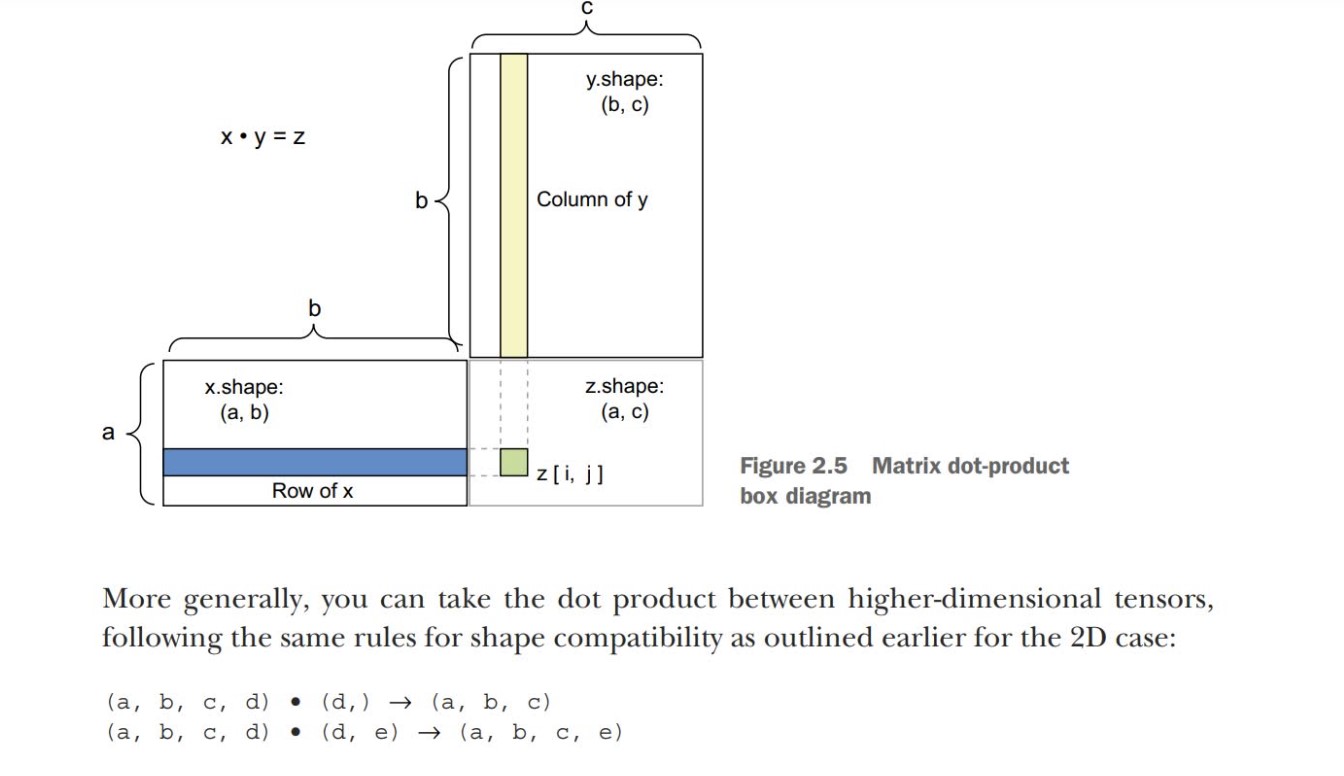 c
y.shape:
(b, c)
x • y = z
b
Column of y
b
x.shape:
(a, b)
z.shape:
(a, c)
a
z[i, j]
Row of x
Figure 2.5 Matrix dot-product
box diagram
More generally, you can take the dot product between higher-dimensional tensors,
following the same rules for shape compatibility as outlined earlier for the 2D case:
(a, b, c, d) • (d,) → (a, b, c)
(a, b, c, d) • (d, e) → (a, b, c, e)